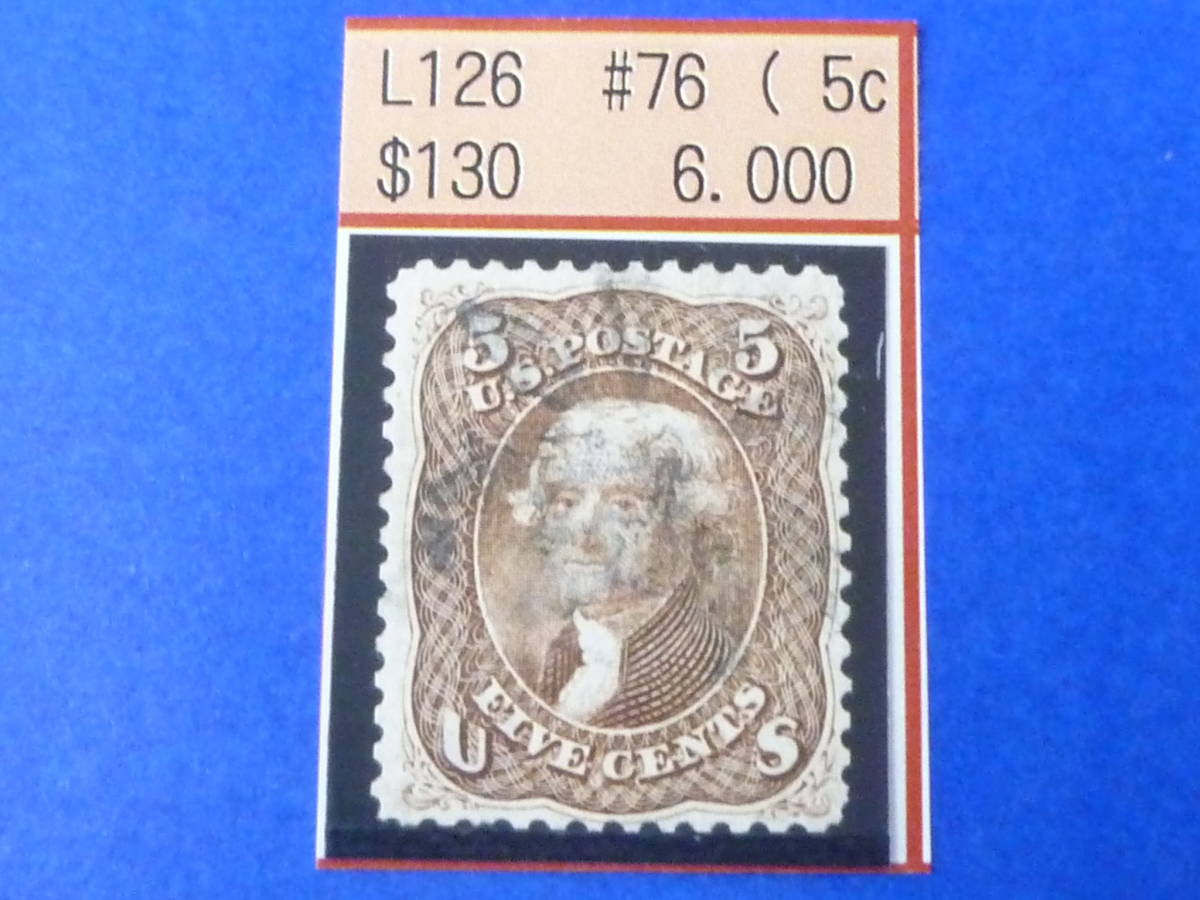 L126 #76 ( 5c
$130 6.000
5 5
U.S. POSTAGE
FIVE CENTS
U S